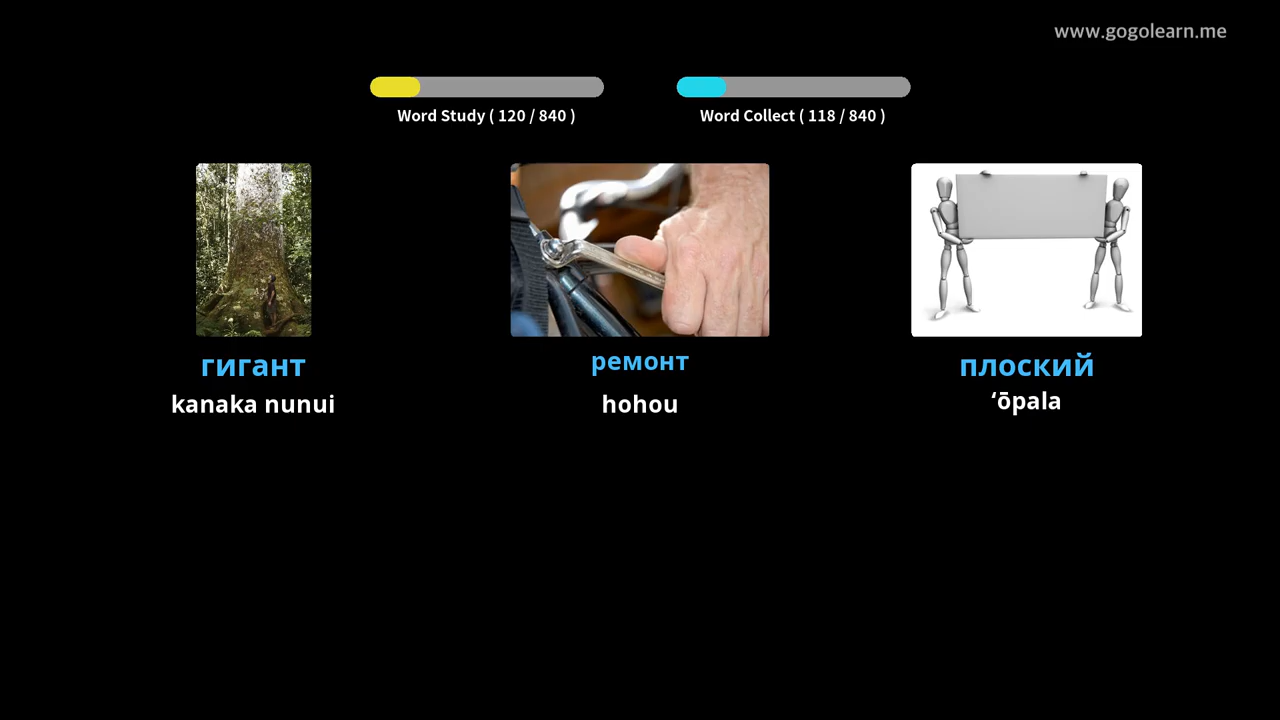 www.gogolearn.me
Word Study ( 120 / 840 )
Word Collect ( 118 / 840 )
гигант
ремонт
плоский
kanaka nunui
hohou
ʻōpala